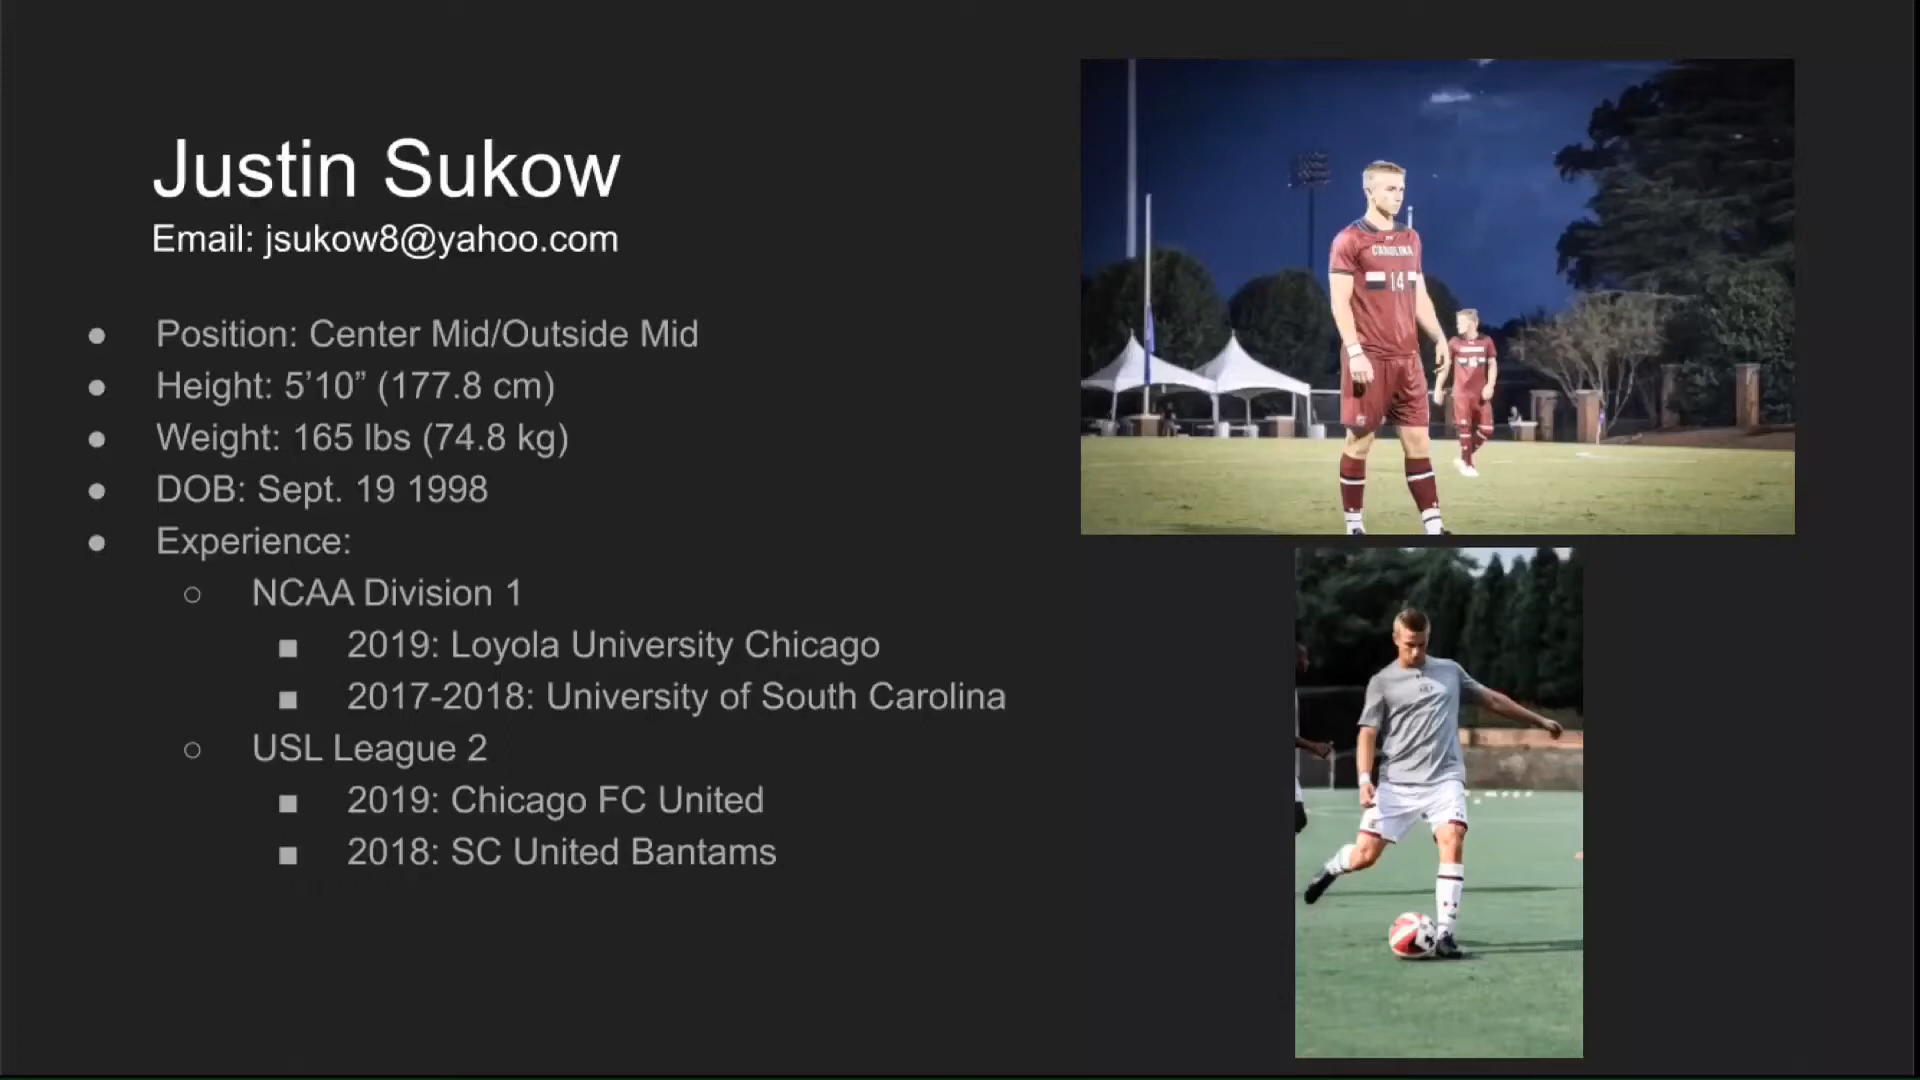 Justin Sukow
Email: jsukow8@yahoo.com
● Position: Center Mid/Outside Mid
● Height: 5’10” (177.8 cm)
● Weight: 165 lbs (74.8 kg)
● DOB: Sept. 19 1998
● Experience:
○ NCAA Division 1
■ 2019: Loyola University Chicago
■ 2017-2018: University of South Carolina
○ USL League 2
■ 2019: Chicago FC United
■ 2018: SC United Bantams
CAROLINA
14